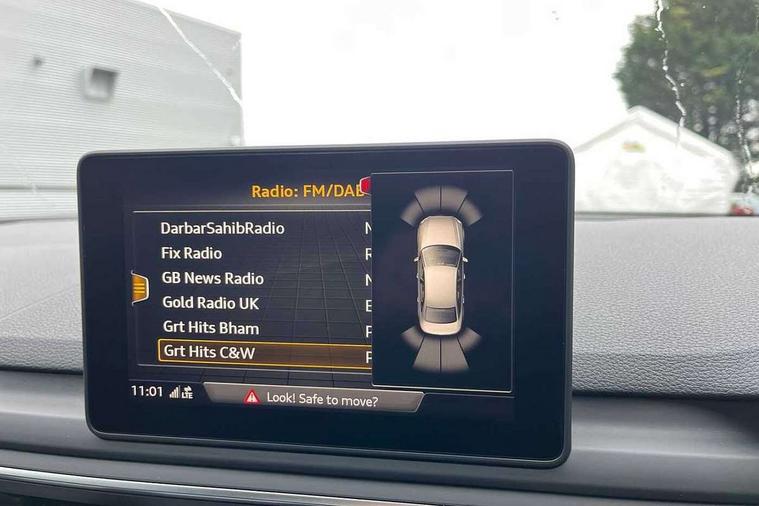 Radio: FM/DAB
DarbarSahibRadio
Fix Radio
GB News Radio
Gold Radio UK
Grt Hits Bham
Grt Hits C&W
11:01 LTE
Look! Safe to move?